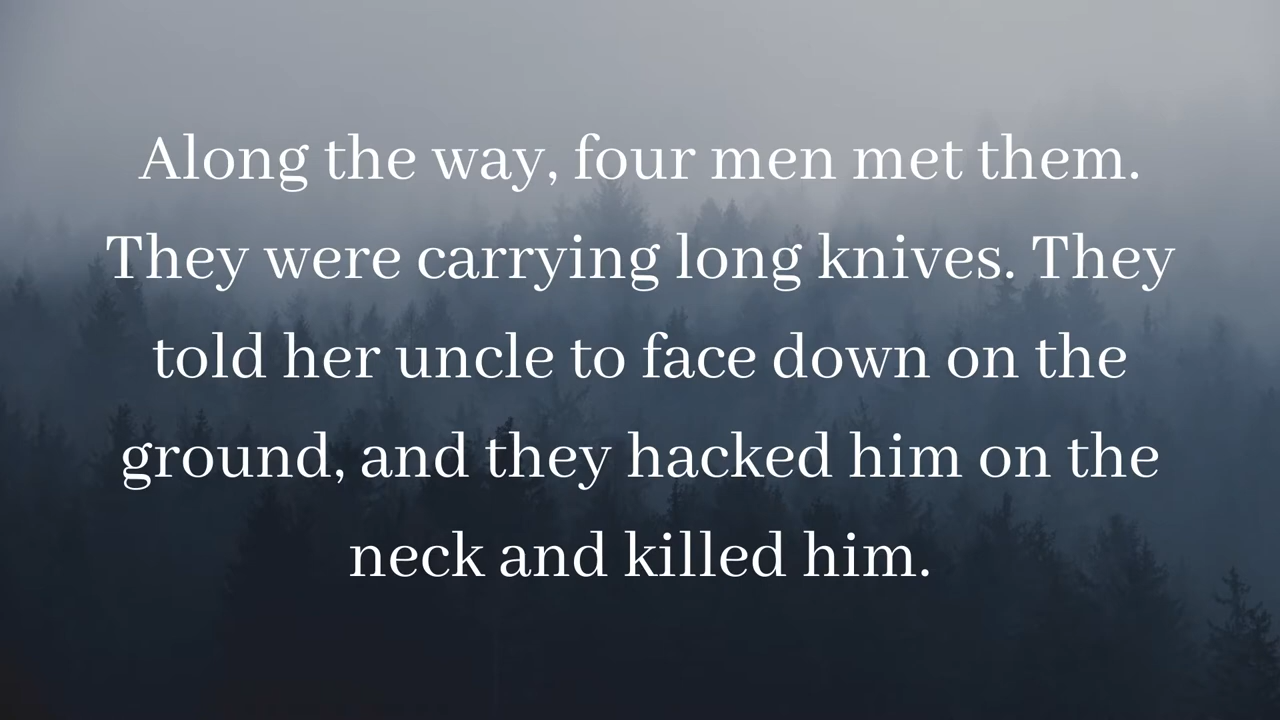 Along the way, four men met them.
They were carrying long knives. They
told her uncle to face down on the
ground, and they hacked him on the
neck and killed him.